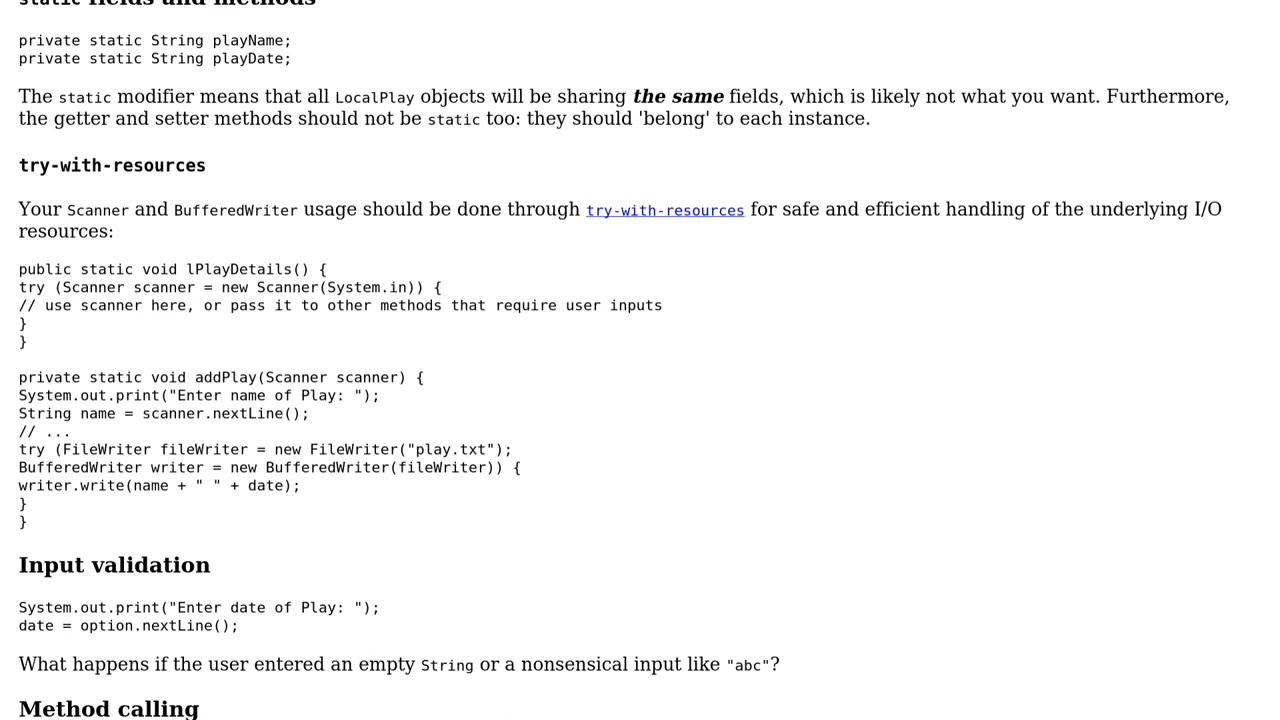 static fields and methods
private static String playName;
private static String playDate;
The static modifier means that all LocalPlay objects will be sharing the same fields, which is likely not what you want. Furthermore,
the getter and setter methods should not be static too: they should 'belong' to each instance.
try-with-resources
Your Scanner and BufferedWriter usage should be done through try-with-resources for safe and efficient handling of the underlying I/O
resources:
public static void lPlayDetails() {
try (Scanner scanner = new Scanner(System.in)) {
// use scanner here, or pass it to other methods that require user inputs
}
}
private static void addPlay(Scanner scanner) {
System.out.print("Enter name of Play: ");
String name = scanner.nextLine();
// ...
try (FileWriter fileWriter = new FileWriter("play.txt");
BufferedWriter writer = new BufferedWriter(fileWriter)) {
writer.write(name + " " + date);
}
}
Input validation
System.out.print("Enter date of Play: ");
date = option.nextLine();
What happens if the user entered an empty String or a nonsensical input like "abc"?
Method calling